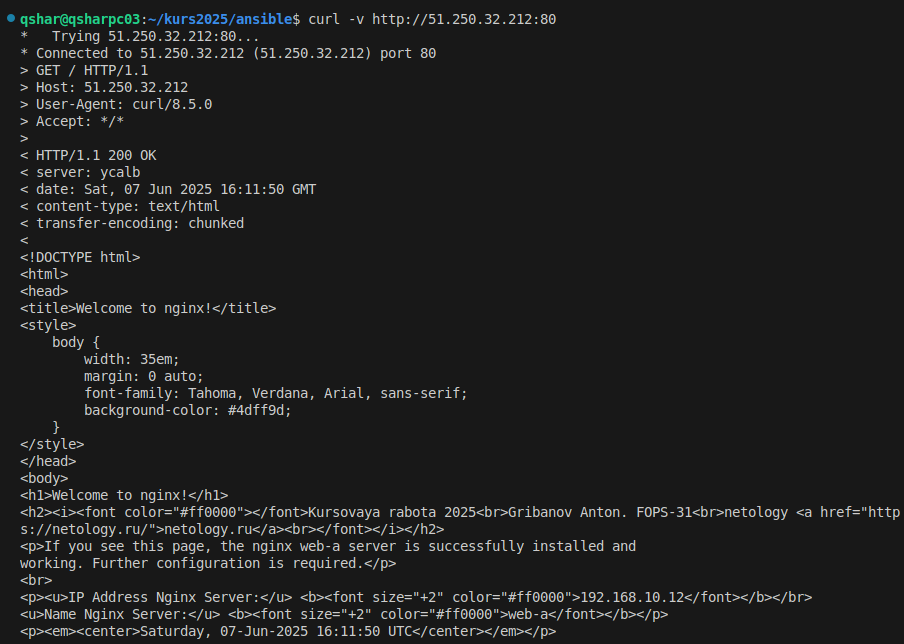 qshar@qsharpc03:~/kurs2025/ansible$ curl -v http://51.250.32.212:80
*   Trying 51.250.32.212:80...
* Connected to 51.250.32.212 (51.250.32.212) port 80
> GET / HTTP/1.1
> Host: 51.250.32.212
> User-Agent: curl/8.5.0
> Accept: */*
>
< HTTP/1.1 200 OK
< server: ycalb
< date: Sat, 07 Jun 2025 16:11:50 GMT
< content-type: text/html
< transfer-encoding: chunked
<
<!DOCTYPE html>
<html>
<head>
<title>Welcome to nginx!</title>
<style>
    body {
        width: 35em;
        margin: 0 auto;
        font-family: Tahoma, Verdana, Arial, sans-serif;
        background-color: #4dff9d;
    }
</style>
</head>
<body>
<h1>Welcome to nginx!</h1>
<h2><i><font color="#ff0000"></font>Kursovaya rabota 2025<br>Gribanov Anton. FOPS-31<br>netology <a href="http
s://netology.ru/">netology.ru</a><br></font></i></h2>
<p>If you see this page, the nginx web-a server is successfully installed and
working. Further configuration is required.</p>
<br>
<p><u>IP Address Nginx Server:</u> <b><font size="+2" color="#ff0000">192.168.10.12</font></b></br>
<u>Name Nginx Server:</u> <b><font size="+2" color="#ff0000">web-a</font></b></p>
<p><em><center>Saturday, 07-Jun-2025 16:11:50 UTC</center></em></p>